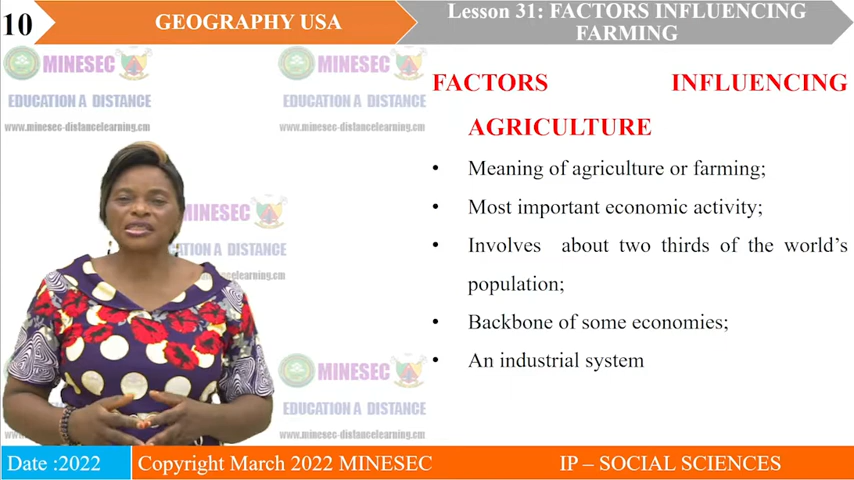 10
GEOGRAPHY USA
Lesson 31: FACTORS INFLUENCING
FARMING
MINESEC
MINESEC
EDUCATION A DISTANCE
EDUCATION A DISTANCE
www.minesec-distancelearning.cm
www.minesec-distancelearning.cm
FACTORS INFLUENCING
AGRICULTURE
• Meaning of agriculture or farming;
• Most important economic activity;
• Involves about two thirds of the world's
population;
• Backbone of some economies;
• An industrial system
MINESEC
MINESEC
EDUCATION A DISTANCE
www.minesec-distancelearning.cm
Date :2022
Copyright March 2022 MINESEC
IP – SOCIAL SCIENCES